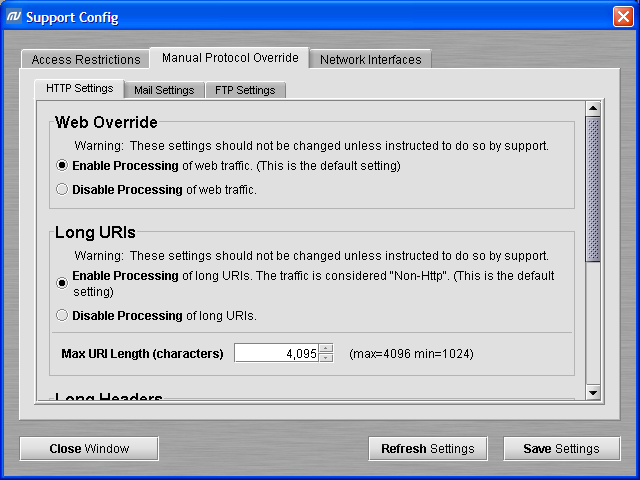 Support Config
Access Restrictions
Manual Protocol Override
Network Interfaces
HTTP Settings
Mail Settings
FTP Settings
Web Override
Warning: These settings should not be changed unless instructed to do so by support.
Enable Processing of web traffic. (This is the default setting)
Disable Processing of web traffic.
Long URIs
Warning: These settings should not be changed unless instructed to do so by support.
Enable Processing of long URIs. The traffic is considered "Non-Http". (This is the default
setting)
Disable Processing of long URIs.
Max URI Length (characters) 4,095 (max=4096 min=1024)
Long Headers
Close Window
Refresh Settings
Save Settings